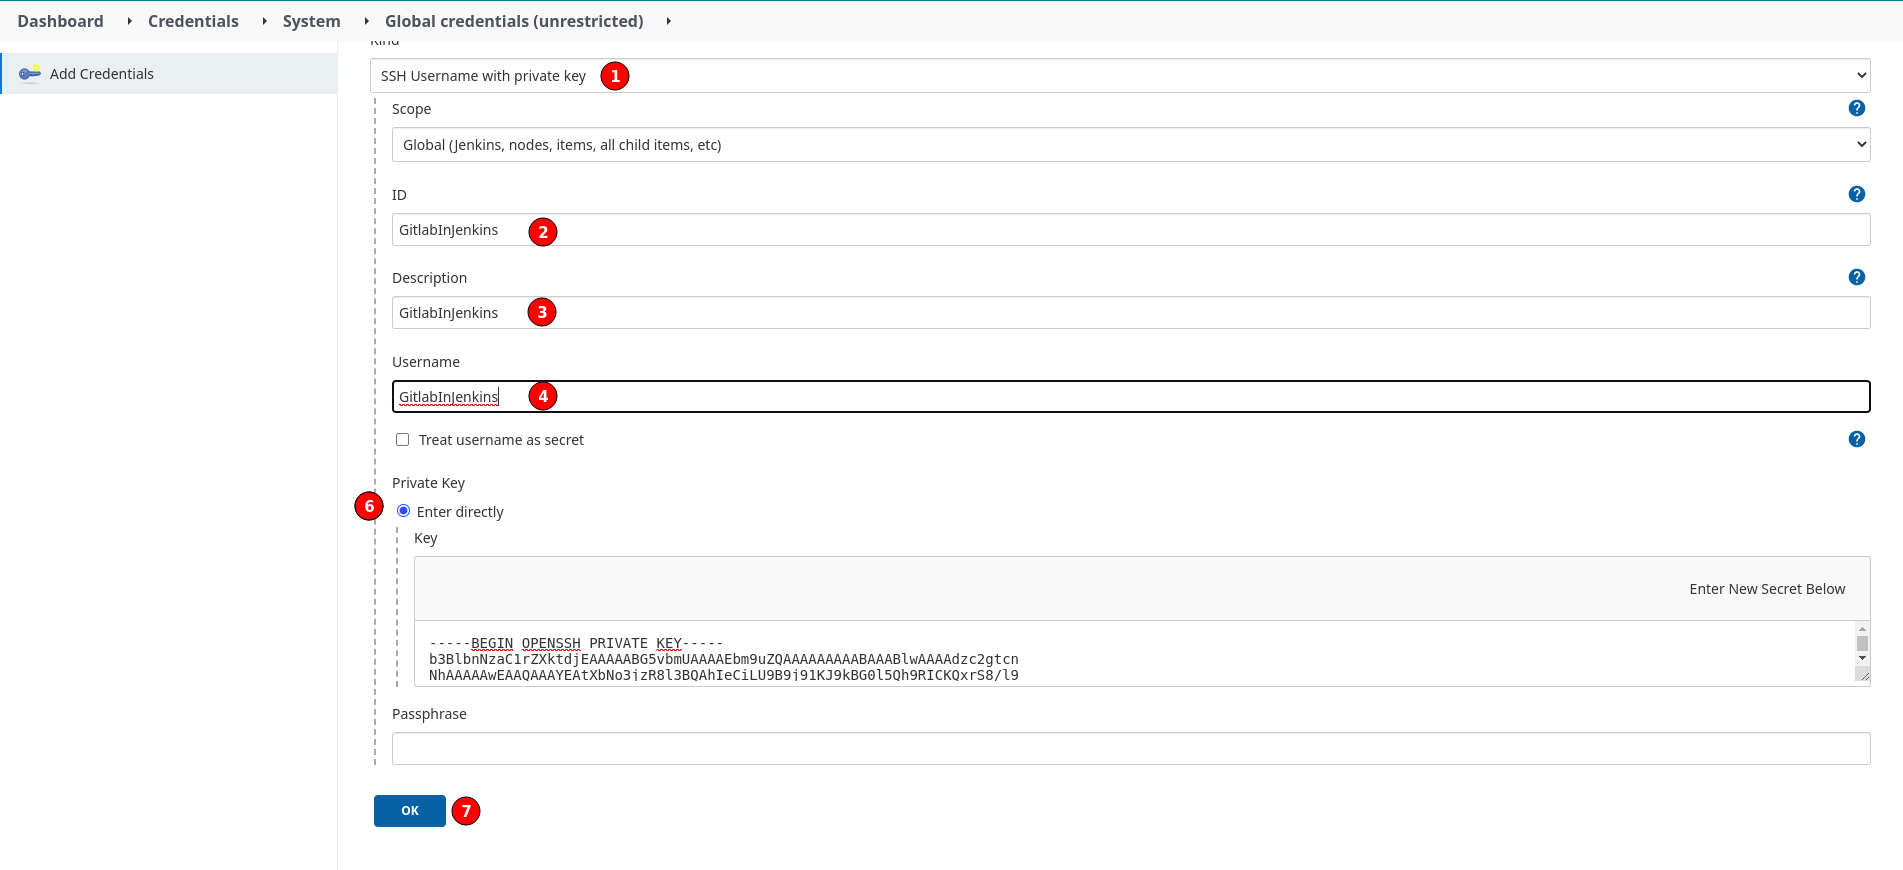 Dashboard Credentials System Global credentials (unrestricted)
Add Credentials
Kind
SSH Username with private key 1
Scope ?
Global (Jenkins, nodes, items, all child items, etc)
ID ?
GitlabInJenkins 2
Description ?
GitlabInJenkins 3
Username
GitlabInJenkins 4
Treat username as secret ?
Private Key
6 Enter directly
Key
Enter New Secret Below
-----BEGIN OPENSSH PRIVATE KEY-----
b3BlbnNzaC1rZXktdjEAAAAABG5vbmUAAAAEbm9uZQAAAAAAAAABAAABlwAAAAdzc2gtcn
NhAAAAAwEAAQAAAYEAtXbNo3jzR8l3BQAhIeCiLU9B9j91KJ9kBG0l5Qh9RICKQxrS8/l9
Passphrase
OK 7